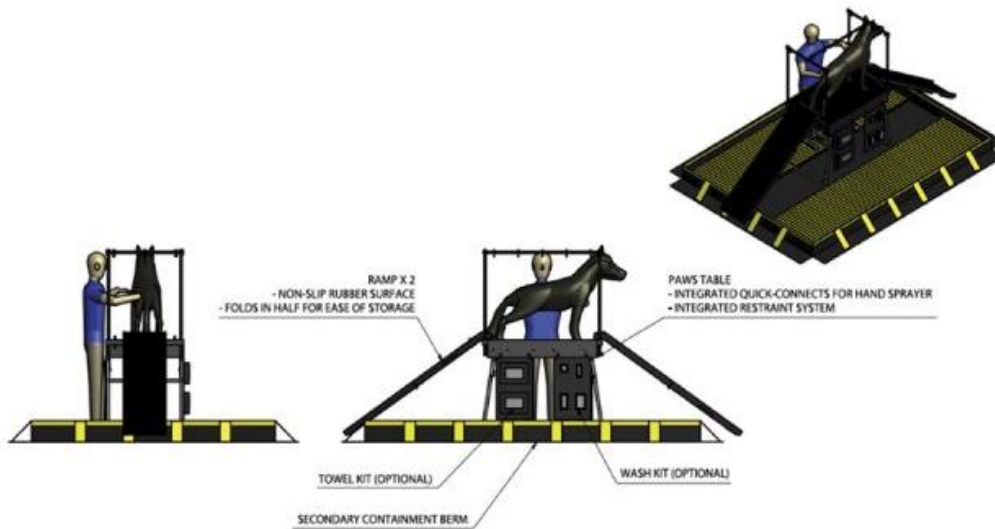 RAMP X 2
- NON-SLIP RUBBER SURFACE
- FOLDS IN HALF FOR EASE OF STORAGE
PAWS TABLE
- INTEGRATED QUICK-CONNECTS FOR HAND SPRAYER
- INTEGRATED RESTRAINT SYSTEM
TOWEL KIT (OPTIONAL)
WASH KIT (OPTIONAL)
SECONDARY CONTAINMENT BERM